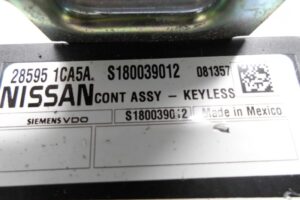 28595 1CA5A. S180039012 081357
NISSAN CONT ASSY - KEYLESS
SIEMENS VDO S180039012 Made in Mexico